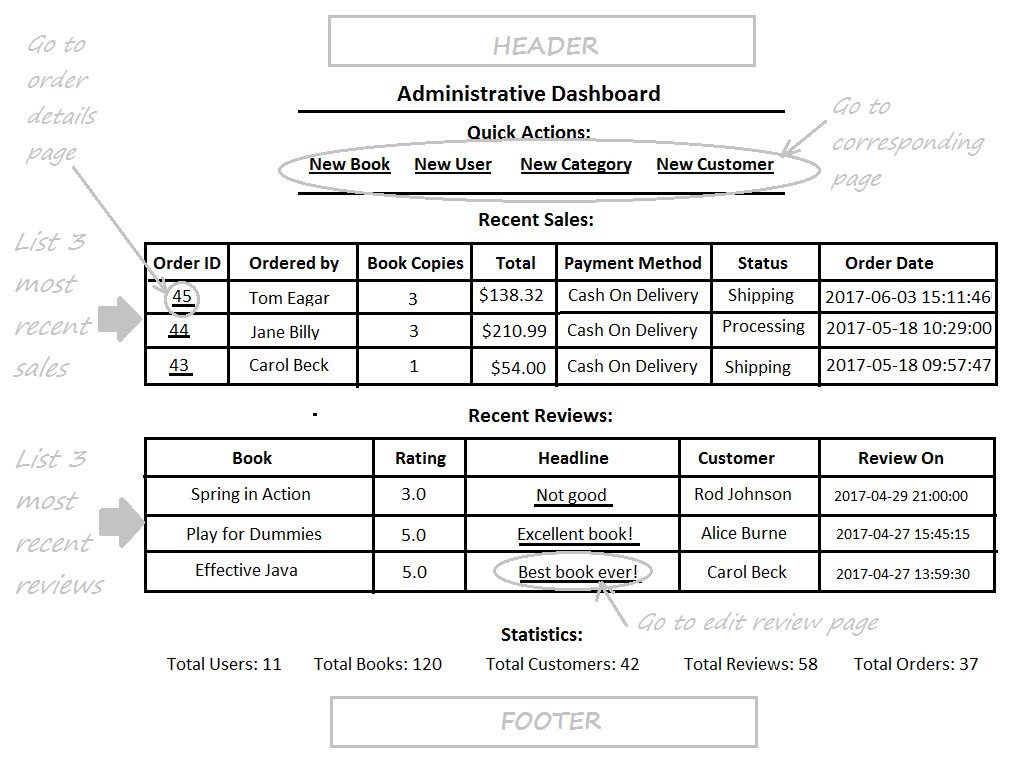 HEADER
Go to
order
details
page
Administrative Dashboard
Go to
corresponding
page
Quick Actions:
New Book New User New Category New Customer
Recent Sales:
List 3
most
recent
sales
Order ID Ordered by Book Copies Total Payment Method Status Order Date
45 Tom Eagar 3 $138.32 Cash On Delivery Shipping 2017-06-03 15:11:46
44 Jane Billy 3 $210.99 Cash On Delivery Processing 2017-05-18 10:29:00
43 Carol Beck 1 $54.00 Cash On Delivery Shipping 2017-05-18 09:57:47
Recent Reviews:
List 3
most
recent
reviews
Book Rating Headline Customer Review On
Spring in Action 3.0 Not good Rod Johnson 2017-04-29 21:00:00
Play for Dummies 5.0 Excellent book! Alice Burne 2017-04-27 15:45:15
Effective Java 5.0 Best book ever! Carol Beck 2017-04-27 13:59:30
Go to edit review page
Statistics:
Total Users: 11 Total Books: 120 Total Customers: 42 Total Reviews: 58 Total Orders: 37
FOOTER